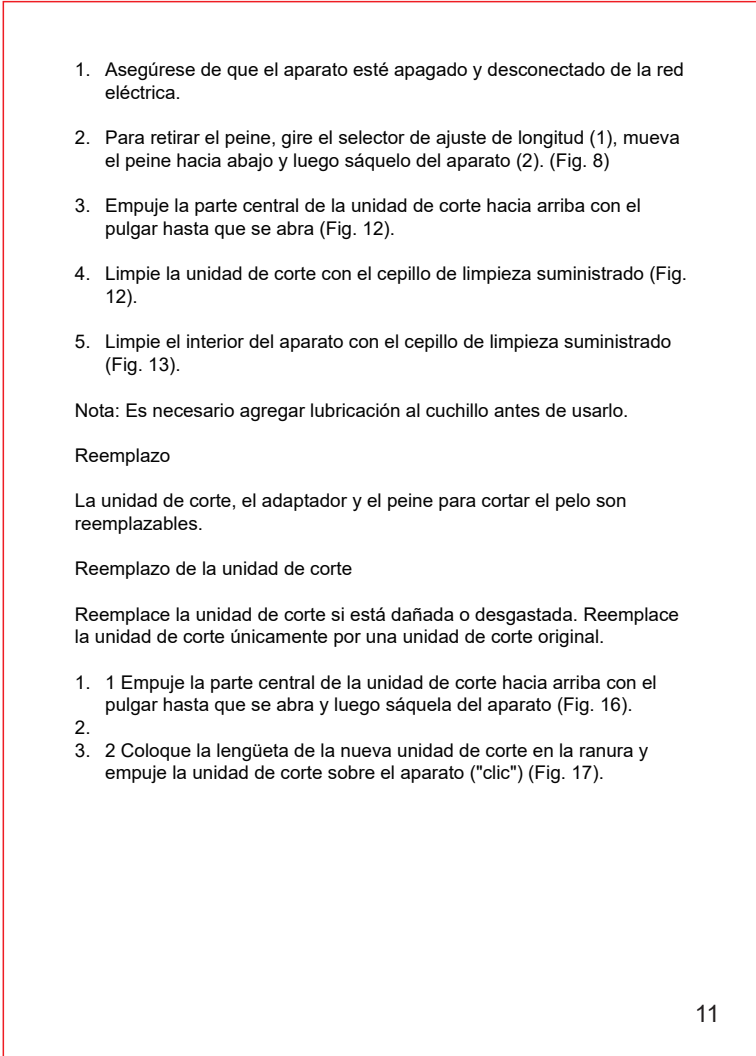 1. Asegúrese de que el aparato esté apagado y desconectado de la red
eléctrica.
2. Para retirar el peine, gire el selector de ajuste de longitud (1), mueva
el peine hacia abajo y luego sáquelo del aparato (2). (Fig. 8)
3. Empuje la parte central de la unidad de corte hacia arriba con el
pulgar hasta que se abra (Fig. 12).
4. Limpie la unidad de corte con el cepillo de limpieza suministrado (Fig.
12).
5. Limpie el interior del aparato con el cepillo de limpieza suministrado
(Fig. 13).
Nota: Es necesario agregar lubricación al cuchillo antes de usarlo.
Reemplazo
La unidad de corte, el adaptador y el peine para cortar el pelo son
reemplazables.
Reemplazo de la unidad de corte
Reemplace la unidad de corte si está dañada o desgastada. Reemplace
la unidad de corte únicamente por una unidad de corte original.
1. 1 Empuje la parte central de la unidad de corte hacia arriba con el
pulgar hasta que se abra y luego sáquela del aparato (Fig. 16).
2.
3. 2 Coloque la lengüeta de la nueva unidad de corte en la ranura y
empuje la unidad de corte sobre el aparato ("clic") (Fig. 17).
11